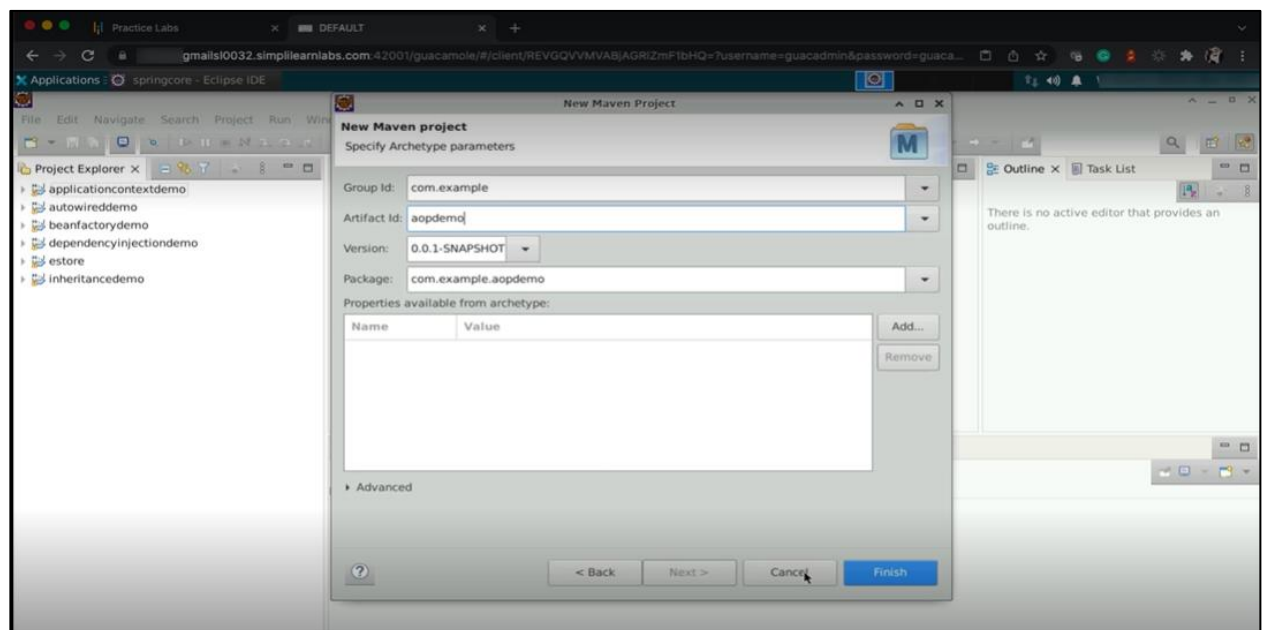 Practice Labs
DEFAULT
gmailsl0032.simplilearnlabs.com:42001/guacamole/#/client/REVGQVVMVABjAGRlZmF1bHQ=?username=guacadmin&password=guaca...
Applications : springcore - Eclipse IDE
File Edit Navigate Search Project Run Win
New Maven Project
New Maven project
Specify Archetype parameters
M
Project Explorer
applicationcontextdemo
autowireddemo
beanfactorydemo
dependencyinjectiondemo
estore
inheritancedemo
Group Id: com.example
Artifact Id: aopdemo
Version: 0.0.1-SNAPSHOT
Package: com.example.aopdemo
Properties available from archetype:
Name Value
Add...
Remove
Advanced
? < Back Next > Cancel Finish
Outline Task List
There is no active editor that provides an
outline.